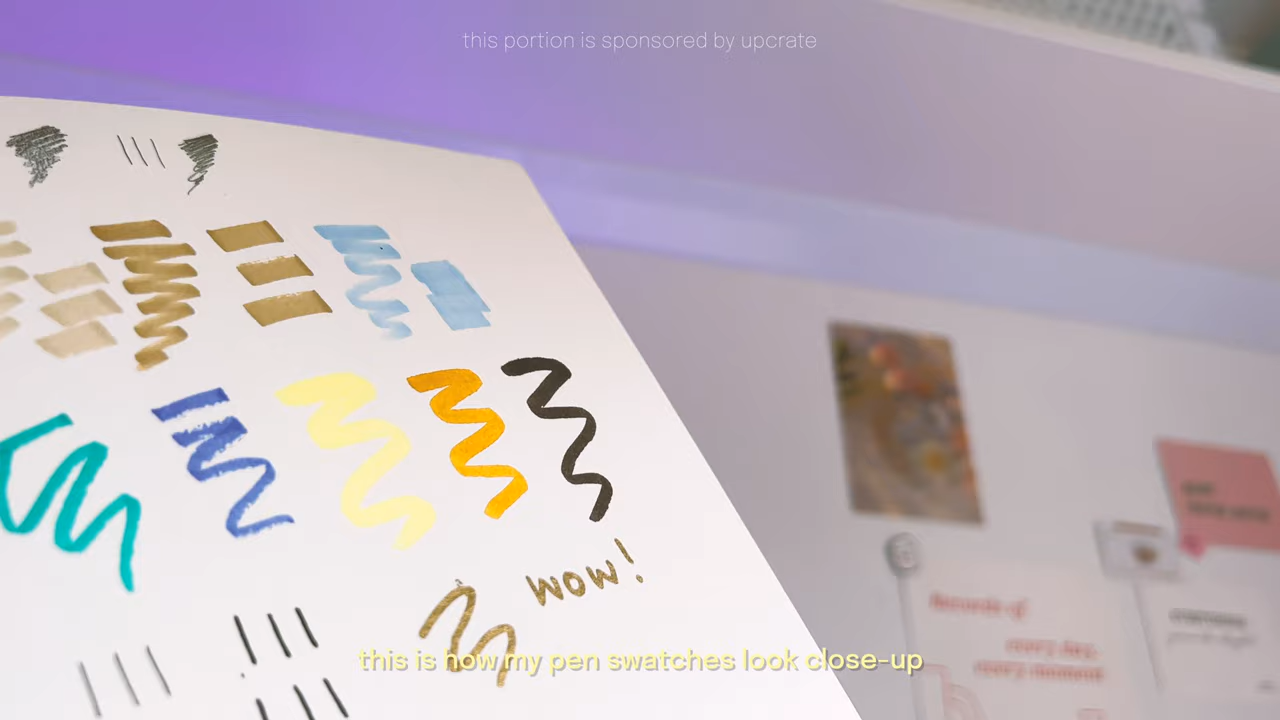 this portion is sponsored by upcrate
wow!
this is how my pen swatches look close-up
Records of
every day,
every moment